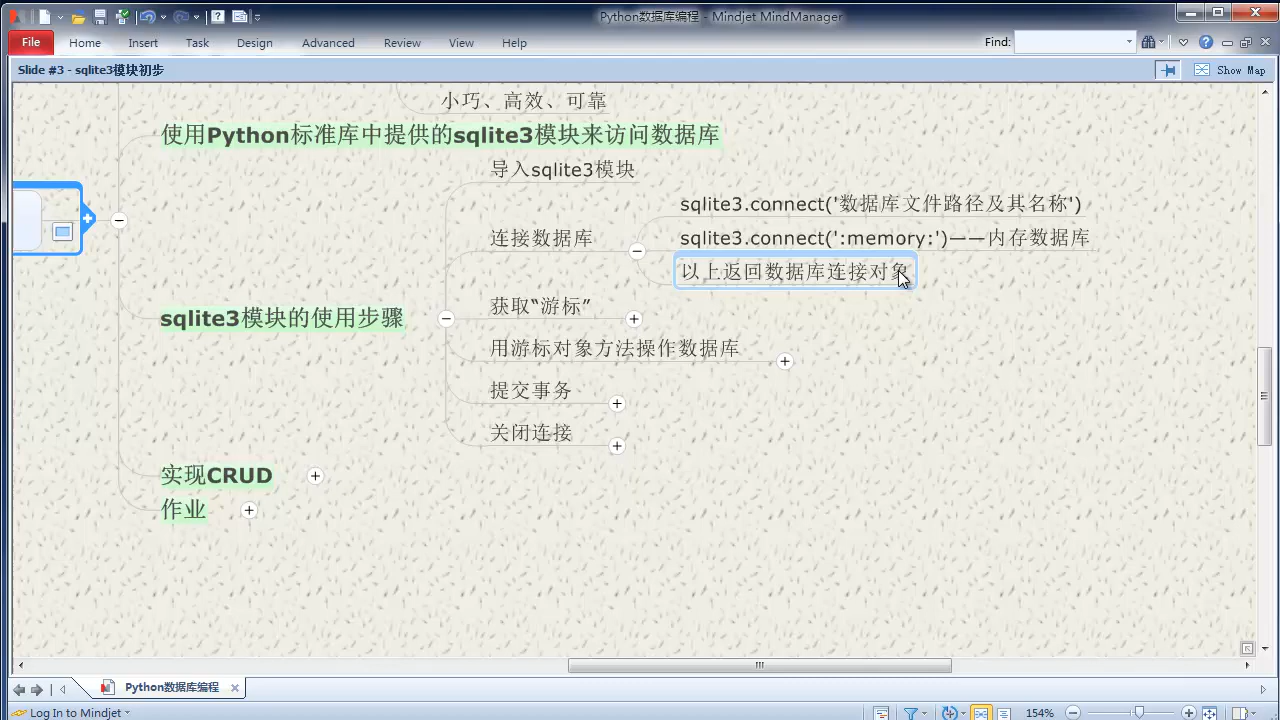 Python数据库编程 - Mindjet MindManager
File Home Insert Task Design Advanced Review View Help Find:
Slide #3 - sqlite3模块初步 Show Map
小巧、高效、可靠
使用Python标准库中提供的sqlite3模块来访问数据库
导入sqlite3模块
sqlite3.connect('数据库文件路径及其名称')
连接数据库
sqlite3.connect(':memory:')——内存数据库
以上返回数据库连接对象
获取“游标”
sqlite3模块的使用步骤
用游标对象方法操作数据库
提交事务
关闭连接
实现CRUD
作业
Python数据库编程
Log In to Mindjet 154%